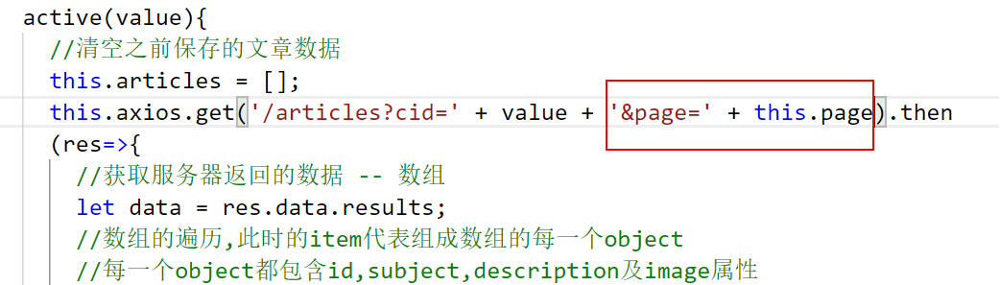 active(value){
//清空之前保存的文章数据
this.articles = [];
this.axios.get('/articles?cid=' + value + '&page=' + this.page).then
(res=>{
//获取服务器返回的数据 -- 数组
let data = res.data.results;
//数组的遍历,此时的item代表组成数组的每一个object
//每一个object都包含id,subject,description及image属性